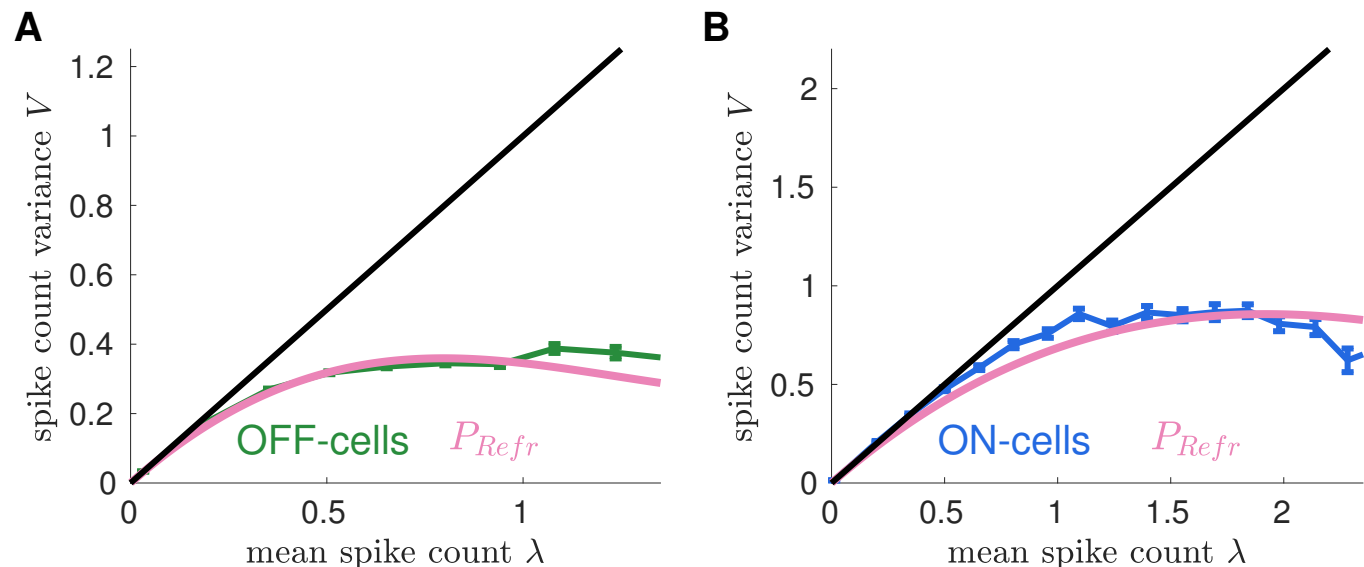 A
spike count variance V
1.2
1
0.8
0.6
0.4
0.2
0
OFF-cells
P_Refr
0
0.5
1
mean spike count λ
B
spike count variance V
2
1.5
1
0.5
0
ON-cells
P_Refr
0
0.5
1
1.5
2
mean spike count λ